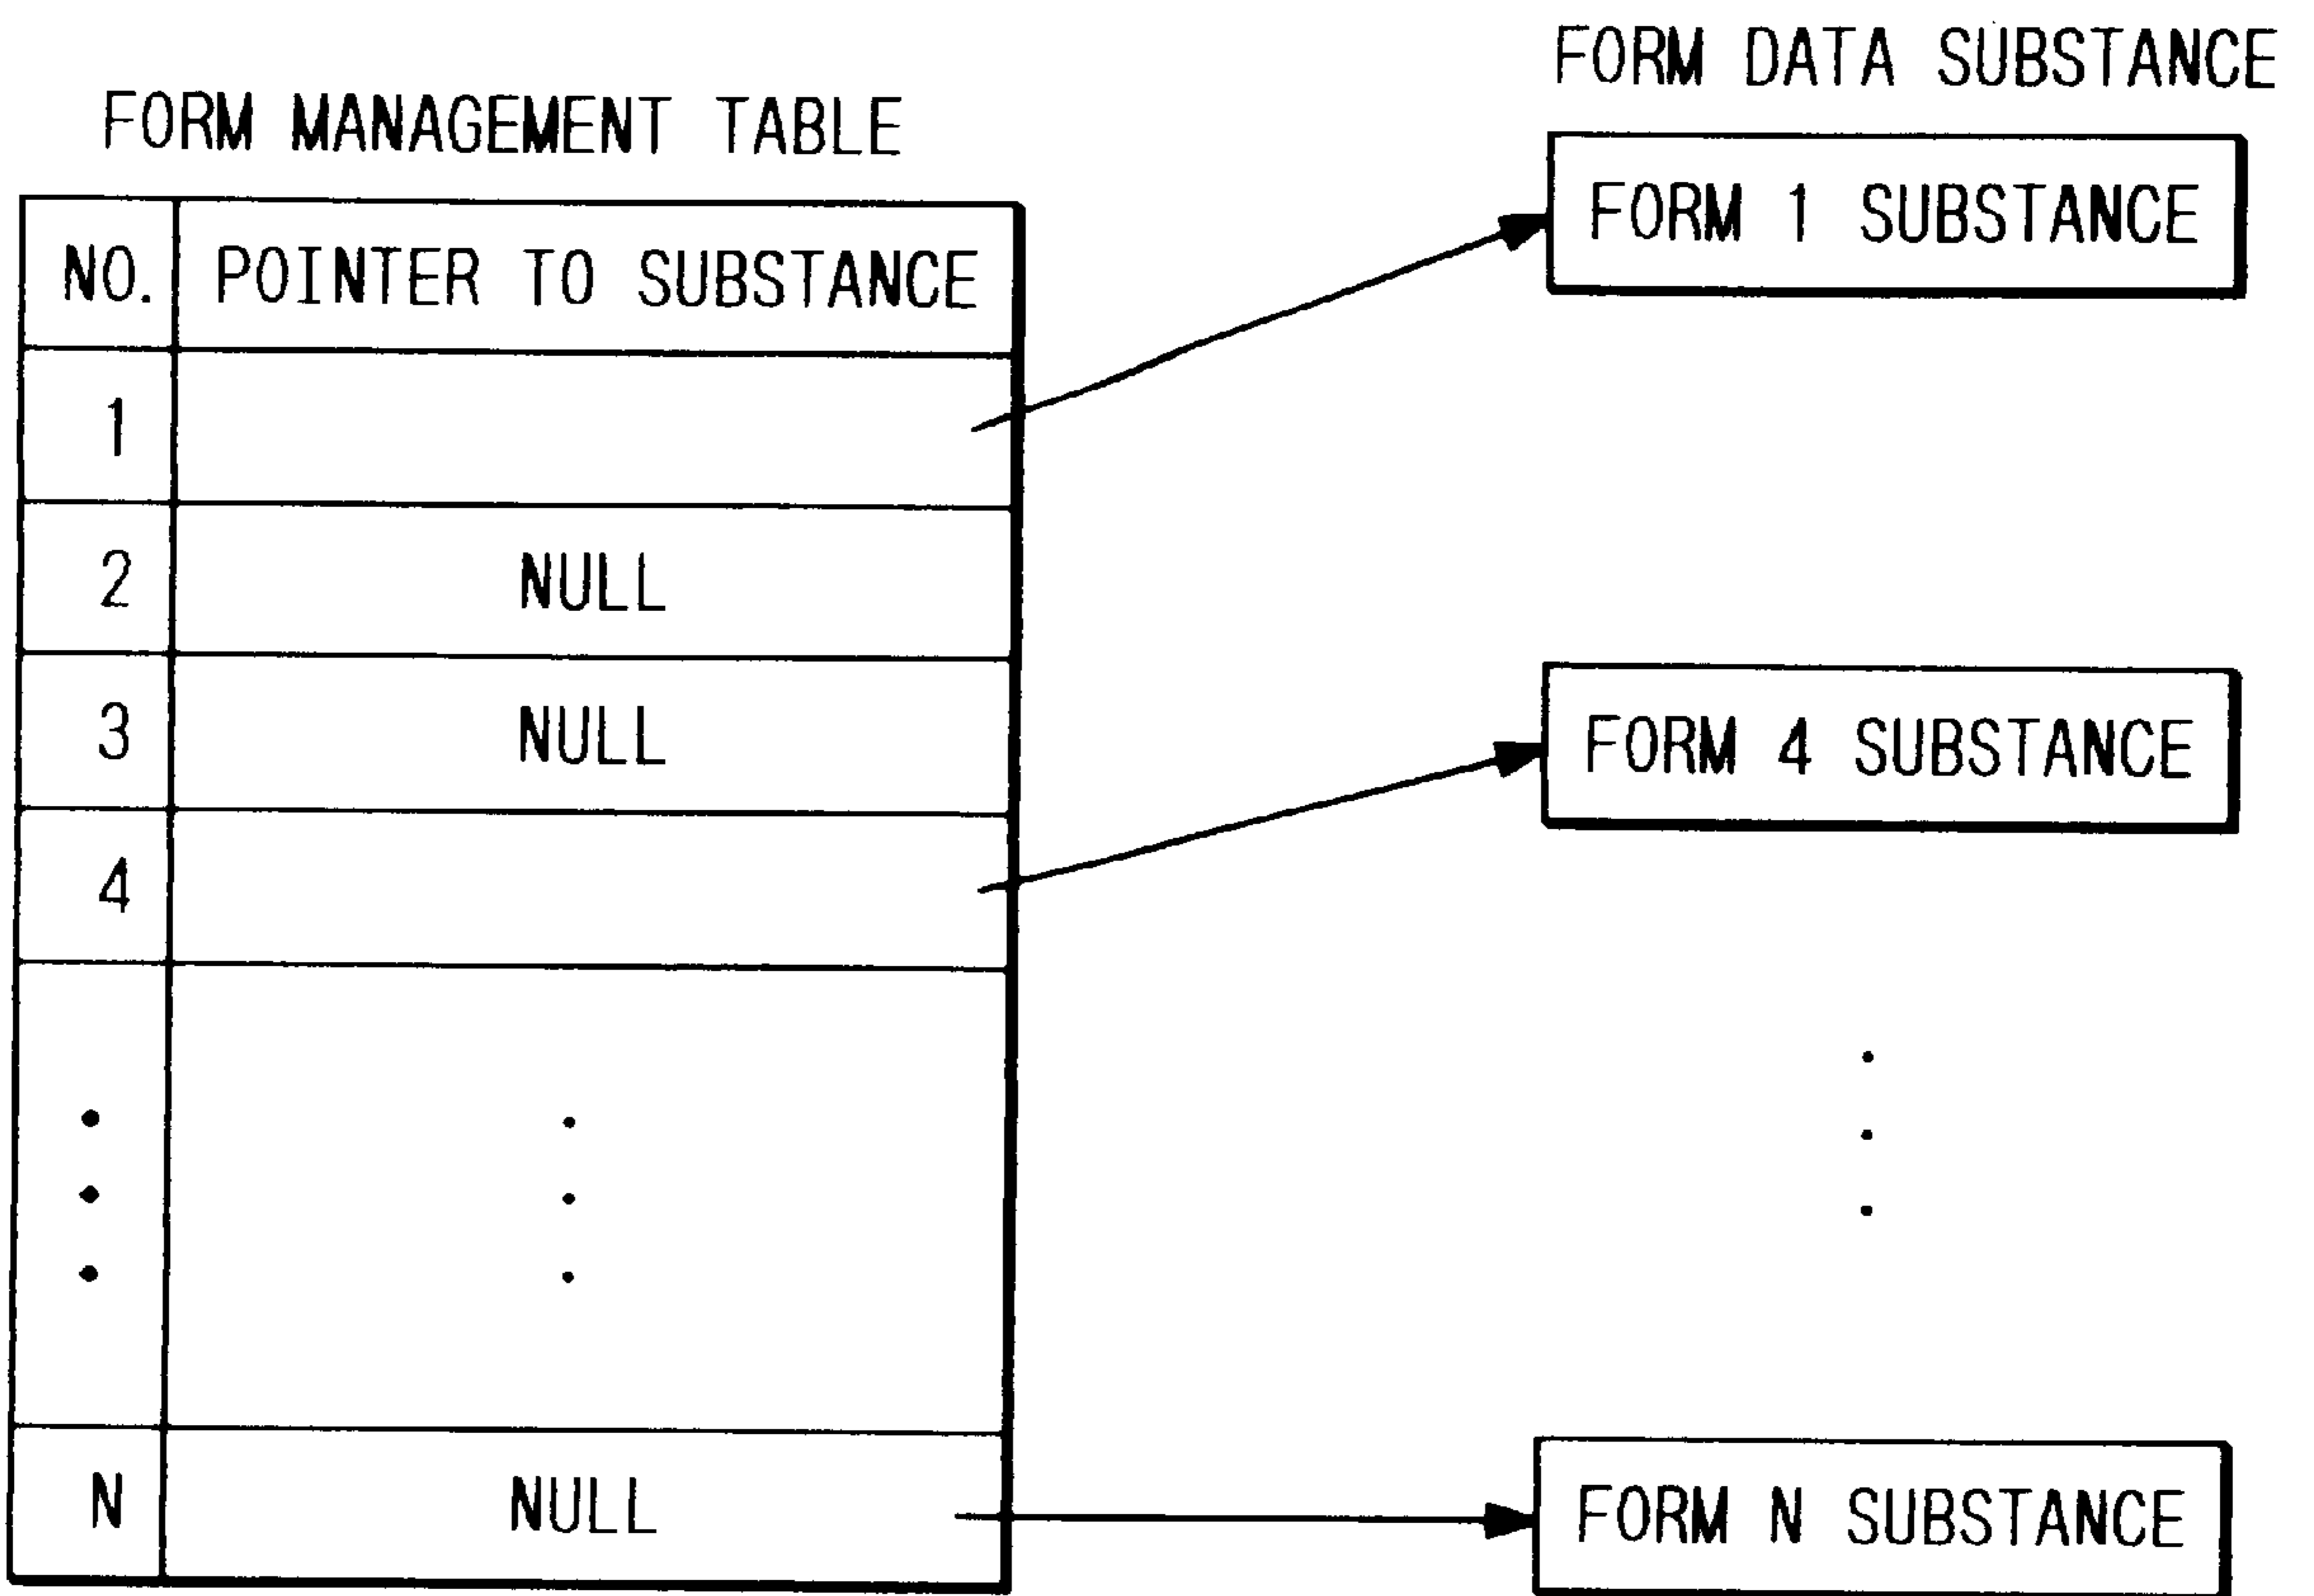 FORM DATA SUBSTANCE
FORM MANAGEMENT TABLE
FORM 1 SUBSTANCE
NO. POINTER TO SUBSTANCE
1
2 NULL
3 NULL
FORM 4 SUBSTANCE
4
N NULL
FORM N SUBSTANCE